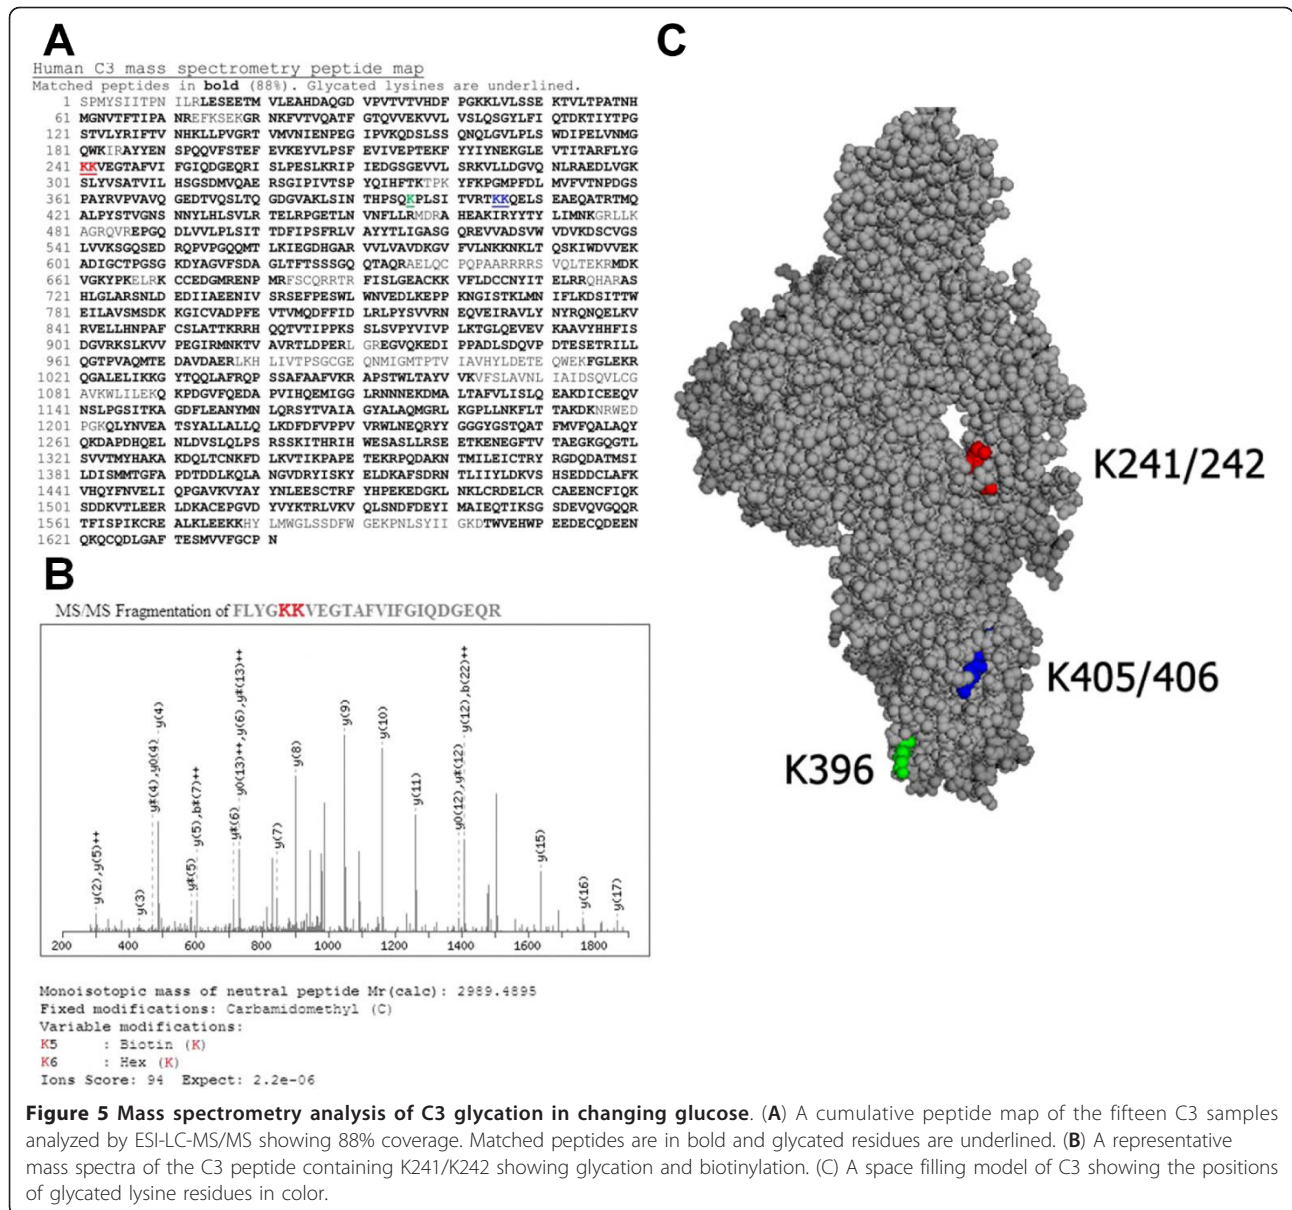 A
Human C3 mass spectrometry peptide map
Matched peptides in bold (88%). Glycated lysines are underlined.
1 SPMYSIITPN ILRLESEETM VLEAHDAQGD VPVTVTVHDF PGKKLVLSSE KTVLTPATNH
61 MGNVTFTIPA NREFKSEKGR NKFVTVQATF GTQVVEKVVL VSLQSGYLFI QTDKTIYTPG
121 STVLYRIFTV NHKLLPVGRT VMVNIENPEG IPVKQDSLSS QNQLGVLPLS WDIPELVNMG
181 QWKIRAYYEN SPQQVFSTEF EVKEYVLPSF EVIVEPTEKF YYIYNEKGLE VTITARFLYG
241 KKVEGTAFVI FGIQDGEQRI SLPESLKRIP IEDGSGEVVL SRKVLLDGVQ NLRAEDLVGK
301 SLYVSATVIL HSGSDMVQAE RSGIPIVTSP YQIHFTKTPK YFKPGMPFDL MVFVTNPDGS
361 PAYRVPVAVQ GEDTVQSLTQ GDGVAKLSIN THPSQKPLSI TVRTKKQELS EAEQATRTMQ
421 ALPYSTVGNS NNYLHLSVLR TELRPGETLN VNFLLRMDRA HEAKIRYYTY LIMNKGRLLK
481 AGRQVREPGQ DLVVLPLSIT TDFIPSFRLV AYYTLIGASG QREVVADSVW VDVKDSCVGS
541 LVVKSGQSED RQPVPGQQMT LKIEGDHGAR VVLVAVDKGV FVLNKKNKLT QSKIWDVVEK
601 ADIGCTPGSG KDYAGVFSDA GLTFTSSSGQ QTAQRAELQC PQPAARRRRS VQLTEKRMDK
661 VGKYPKELRK CCEDGMRENP MRFSCQRRTR FISLGEACKK VFLDCCNYIT ELRRQHARAS
721 HLGLARSNLD EDIIAEENIV SRSEFPESWL WNVEDLKEPP KNGISTKLMN IFLKDSITTW
781 EILAVSMSDK KGICVADPFE VTVMQDFFID LRLPYSVVRN EQVEIRAVLY NYRQNQELKV
841 RVELLHNPAF CSLATTKRRH QQTVTIPPKS SLSVPYVIVP LKTGLQEVEV KAAVYHHFIS
901 DGVRKSLKVV PEGIRMNKTV AVRTLDPERL GREGVQKEDI PPADLSDQVP DTESETRILL
961 QGTPVAQMTE DAVDAERLKH LIVTPSGCGE QNMIGMTPTV IAVHYLDETE QWEKFGLEKR
1021 QGALELIKKG YTQQLAFRQP SSAFAAFVKR APSTWLTAYV VKVFSLAVNL IAIDSQVLCG
1081 AVKWLILEKQ KPDGVFQEDA PVIHQEMIGG LRNNNEKDMA LTAFVLISLQ EAKDICEEQV
1141 NSLPGSITKA GDFLEANYMN LQRSYTVAIA GYALAQMGRL KGPLLNKFLT TAKDKNRWED
1201 PGKQLYNVEA TSYALLALLQ LKDFDFVPPV VRWLNEQRYY GGGYGSTQAT FMVFQALAQY
1261 QKDAPDHQEL NLDVSLQLPS RSSKITHRIH WESASLLRSE ETKENEGFTV TAEGKGQGTL
1321 SVVTMYHAKA KDQLTCNKFD LKVTIKPAPE TEKRPQDAKN TMILEICTRY RGDQDATMSI
1381 LDISMMTGFA PDTDDLKQLA NGVDRYISKY ELDKAFSDRN TLIIYLDKVS HSEDDCLAFK
1441 VHQYFNVELI QPGAVKVYAY YNLEESCTRF YHPEKEDGKL NKLCRDELCR CAEENCFIQK
1501 SDDKVTLEER LDKACEPGVD YVYKTRLVKV QLSNDFDEYI MAIEQTIKSG SDEVQVGQQR
1561 TFISPIKCRE ALKLEEKKHY LMWGLSSDFW GEKPNLSYII GKDTWVEHWP EEDECQDEEN
1621 QKQCQDLGAF TESMVVFGCP N
B
MS/MS Fragmentation of FLYGKKVEGTAFVIFGIQDGEQR
y(2),y(5)++
y(3)
y*(4),y0(4)
y(4)
y*(5)
y(5),b*(7)++
y*(6)
y0(13)++,y(6),y*(13)++
y(7)
y(8)
y(9)
y(10)
y(11)
y0(12),y*(12)
y(12),b(22)++
y(15)
y(16)
y(17)
200 400 600 800 1000 1200 1400 1600 1800
Monoisotopic mass of neutral peptide Mr(calc): 2989.4895
Fixed modifications: Carbamidomethyl (C)
Variable modifications:
K5 : Biotin (K)
K6 : Hex (K)
Ions Score: 94 Expect: 2.2e-06
C
K241/242
K405/406
K396
Figure 5 Mass spectrometry analysis of C3 glycation in changing glucose. (A) A cumulative peptide map of the fifteen C3 samples
analyzed by ESI-LC-MS/MS showing 88% coverage. Matched peptides are in bold and glycated residues are underlined. (B) A representative
mass spectra of the C3 peptide containing K241/K242 showing glycation and biotinylation. (C) A space filling model of C3 showing the positions
of glycated lysine residues in color.